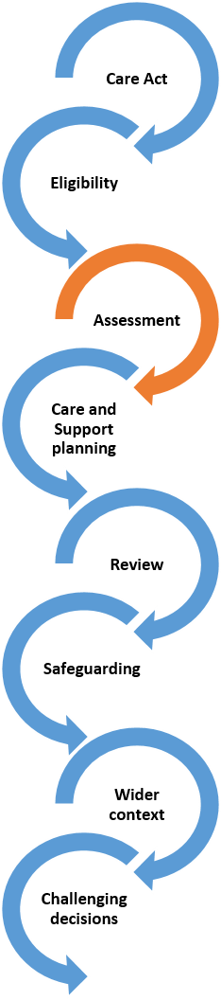 Care Act
Eligibility
Assessment
Care and
Support
planning
Review
Safeguarding
Wider
context
Challenging
decisions